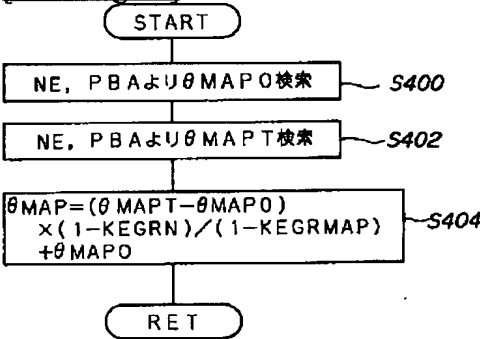 START
NE, PBAよりθMAPO検索
S400
NE, PBAよりθMAPT検索
S402
θMAP=(θMAPT-θMAPO)
×(1-KEGRN)/(1-KEGRMAP)
+θMAPO
S404
RET